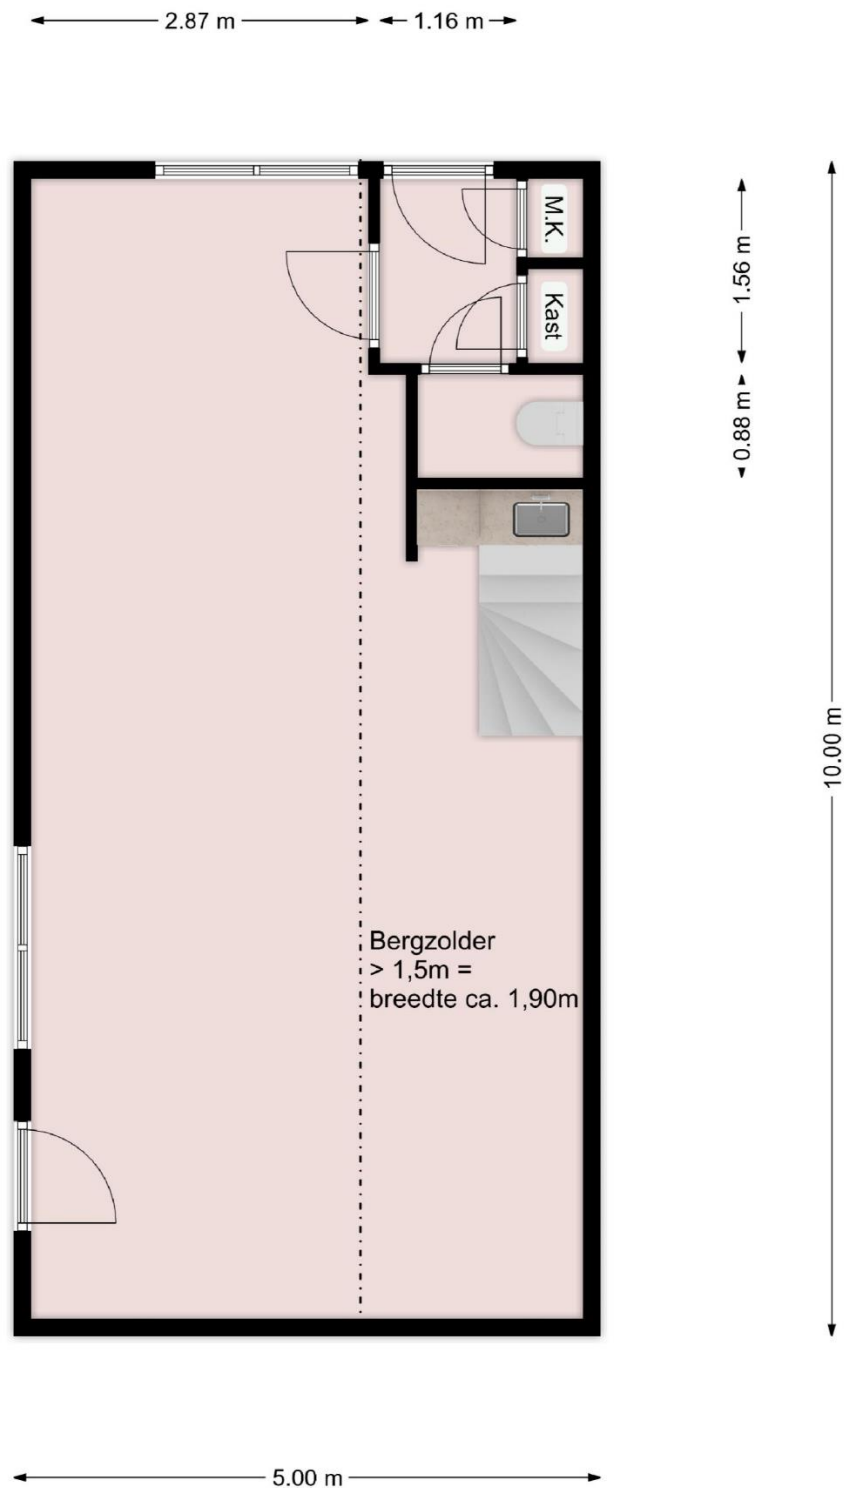 2.87 m
1.16 m
M.K.
Kast
1.56 m
0.88 m
10.00 m
Bergzolder
> 1,5m =
breedte ca. 1,90m
5.00 m